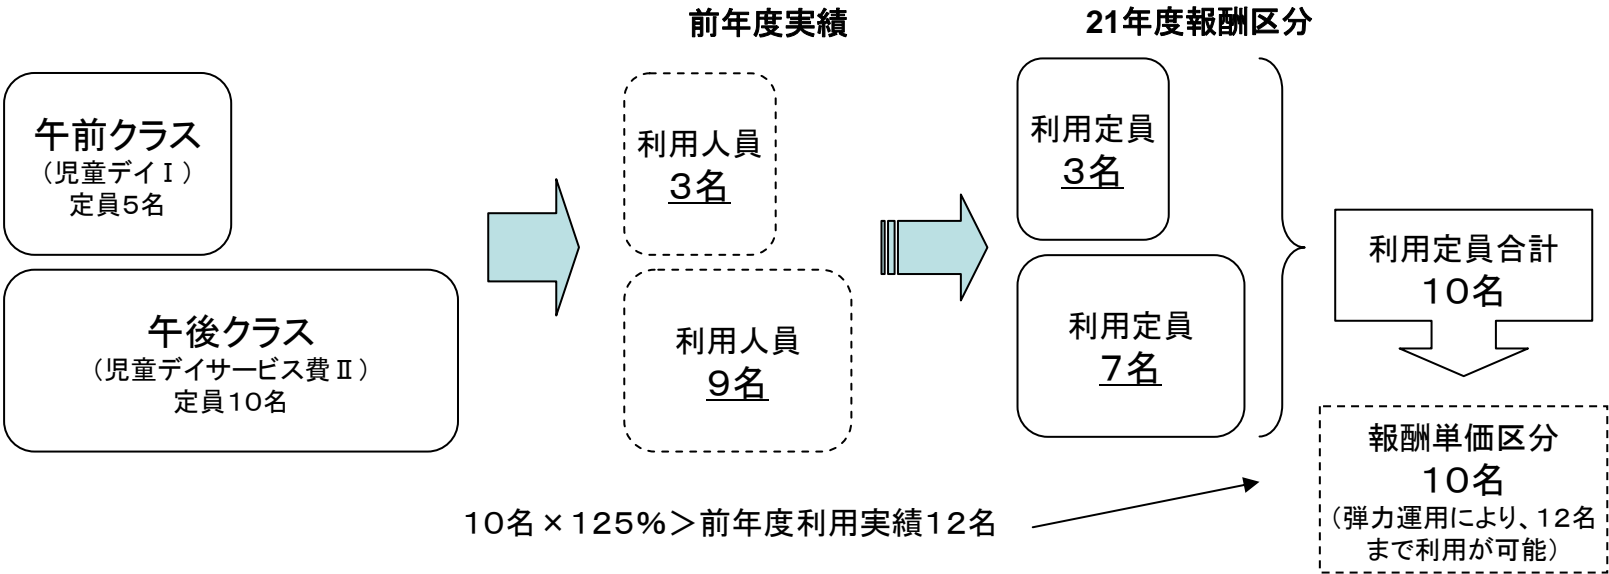 前年度実績
21年度報酬区分
午前クラス
（児童デイⅠ）
定員５名
午後クラス
（児童デイサービス費Ⅱ）
定員１０名
利用人員
３名
利用人員
９名
利用定員
３名
利用定員
７名
利用定員合計
１０名
報酬単価区分
１０名
（弾力運用により、１２名
まで利用が可能）
１０名×１２５％＞前年度利用実績１２名